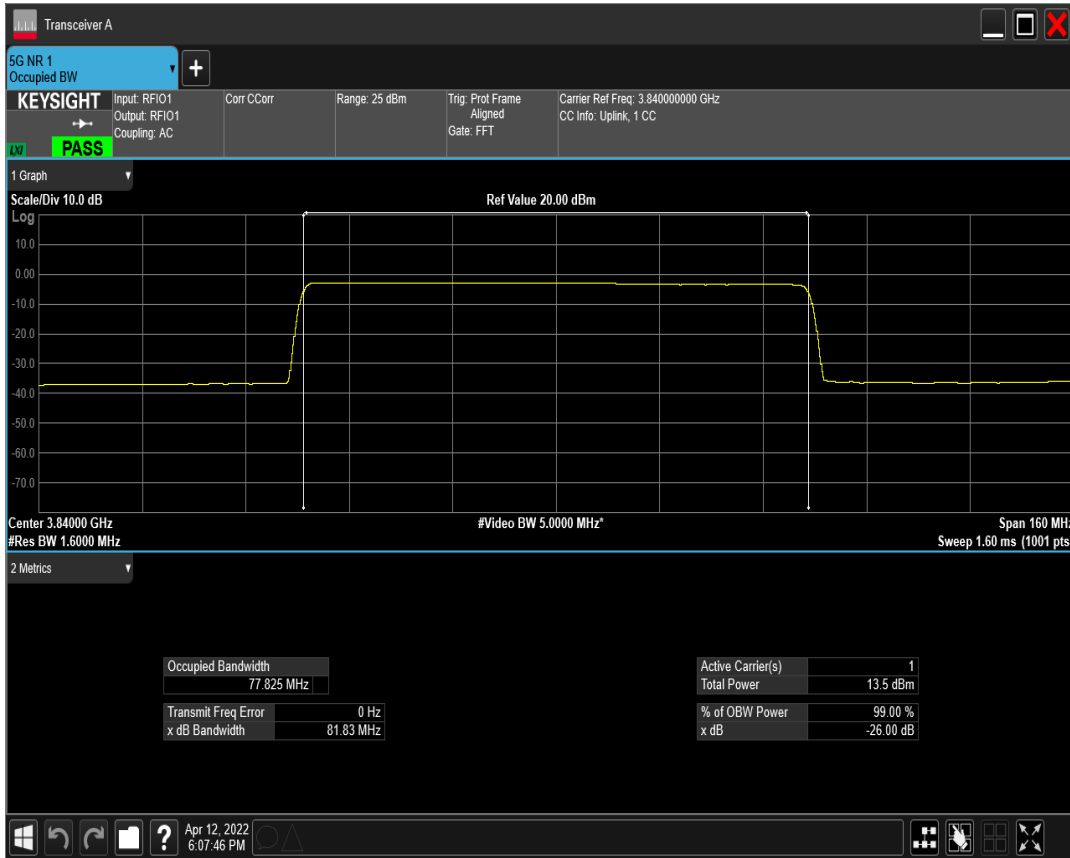 Transceiver A
5G NR 1
Occupied BW
+
KEYSIGHT
LXI
PASS
Input: RFIO1
Output: RFIO1
Coupling: AC
Corr CCorr
Range: 25 dBm
Trig: Prot Frame
Aligned
Gate: FFT
Carrier Ref Freq: 3.840000000 GHz
CC Info: Uplink, 1 CC
1 Graph
Scale/Div 10.0 dB
Ref Value 20.00 dBm
Log
10.0
0.00
-10.0
-20.0
-30.0
-40.0
-50.0
-60.0
-70.0
Center 3.84000 GHz
#Video BW 5.0000 MHz*
Span 160 MHz
#Res BW 1.6000 MHz
Sweep 1.60 ms (1001 pts
2 Metrics
Occupied Bandwidth
77.825 MHz
Transmit Freq Error 0 Hz
x dB Bandwidth 81.83 MHz
Active Carrier(s) 1
Total Power 13.5 dBm
% of OBW Power 99.00 %
x dB -26.00 dB
?
Apr 12, 2022
6:07:46 PM